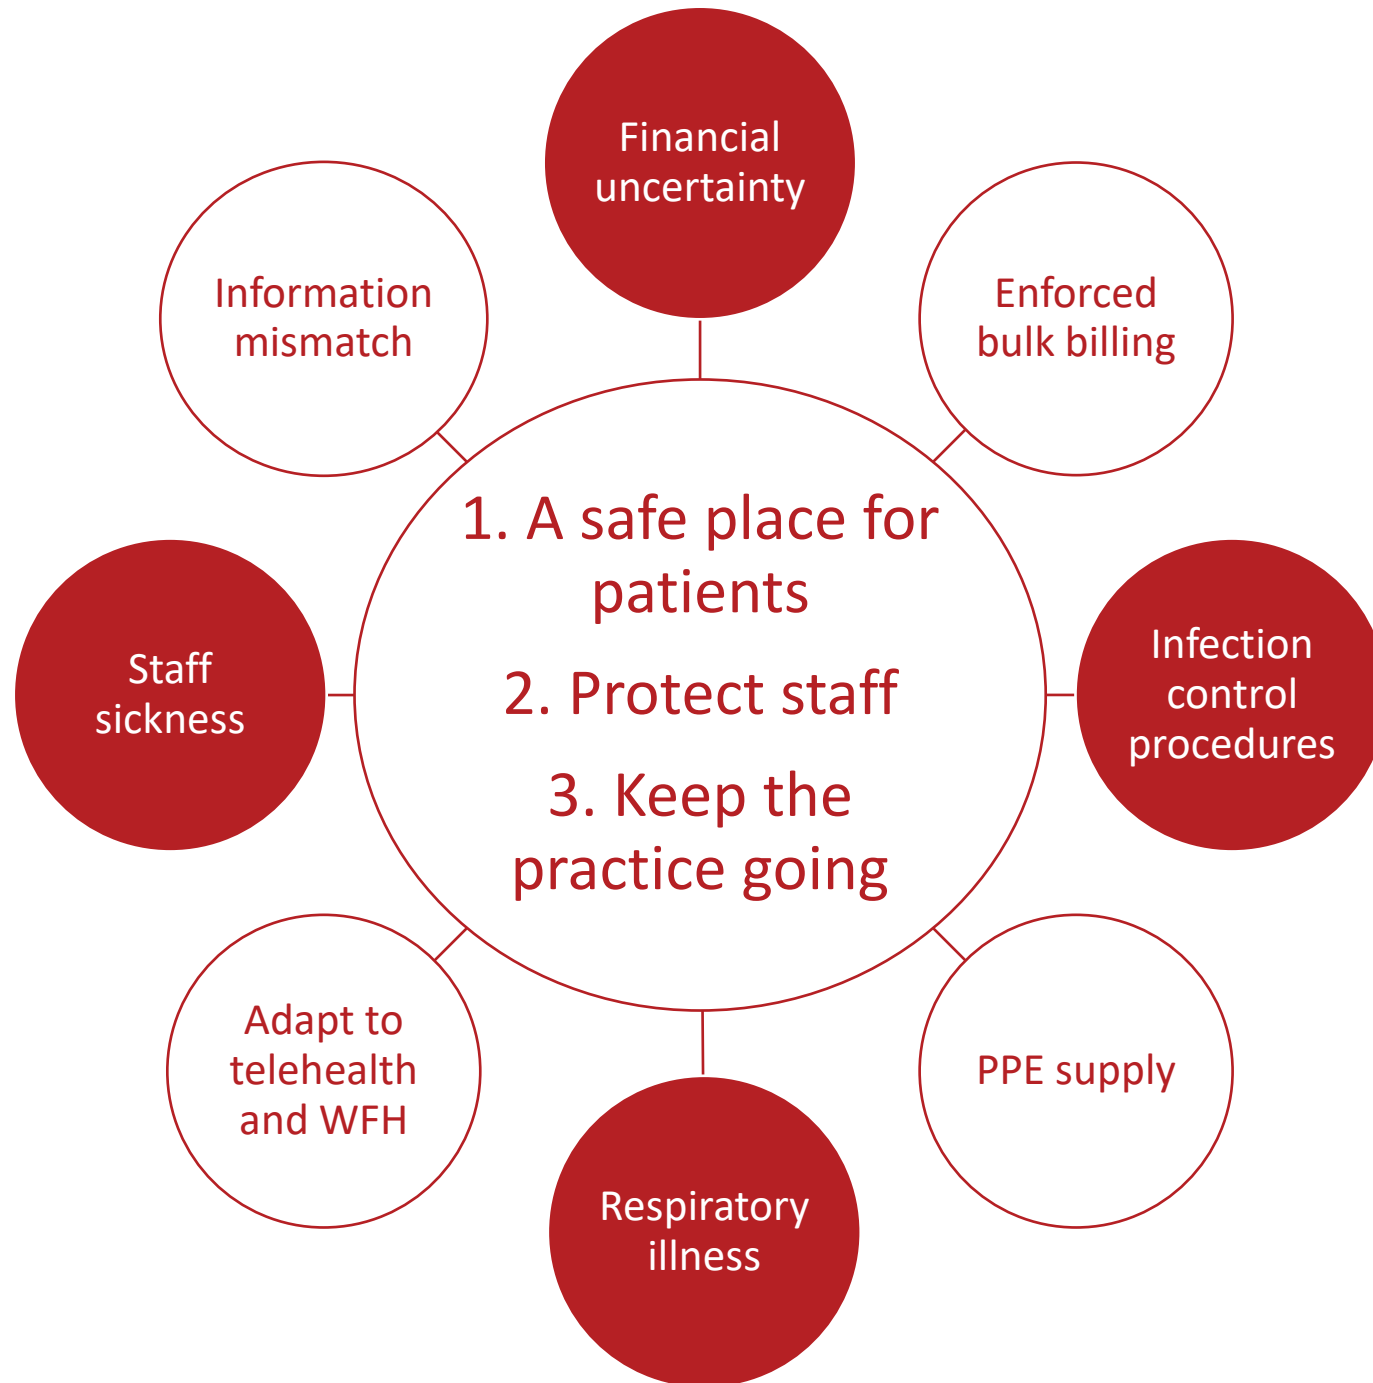 Financial
uncertainty
Information
mismatch
Enforced
bulk billing
1. A safe place for
patients
2. Protect staff
3. Keep the
practice going
Staff
sickness
Infection
control
procedures
Adapt to
telehealth
and WFH
PPE supply
Respiratory
illness